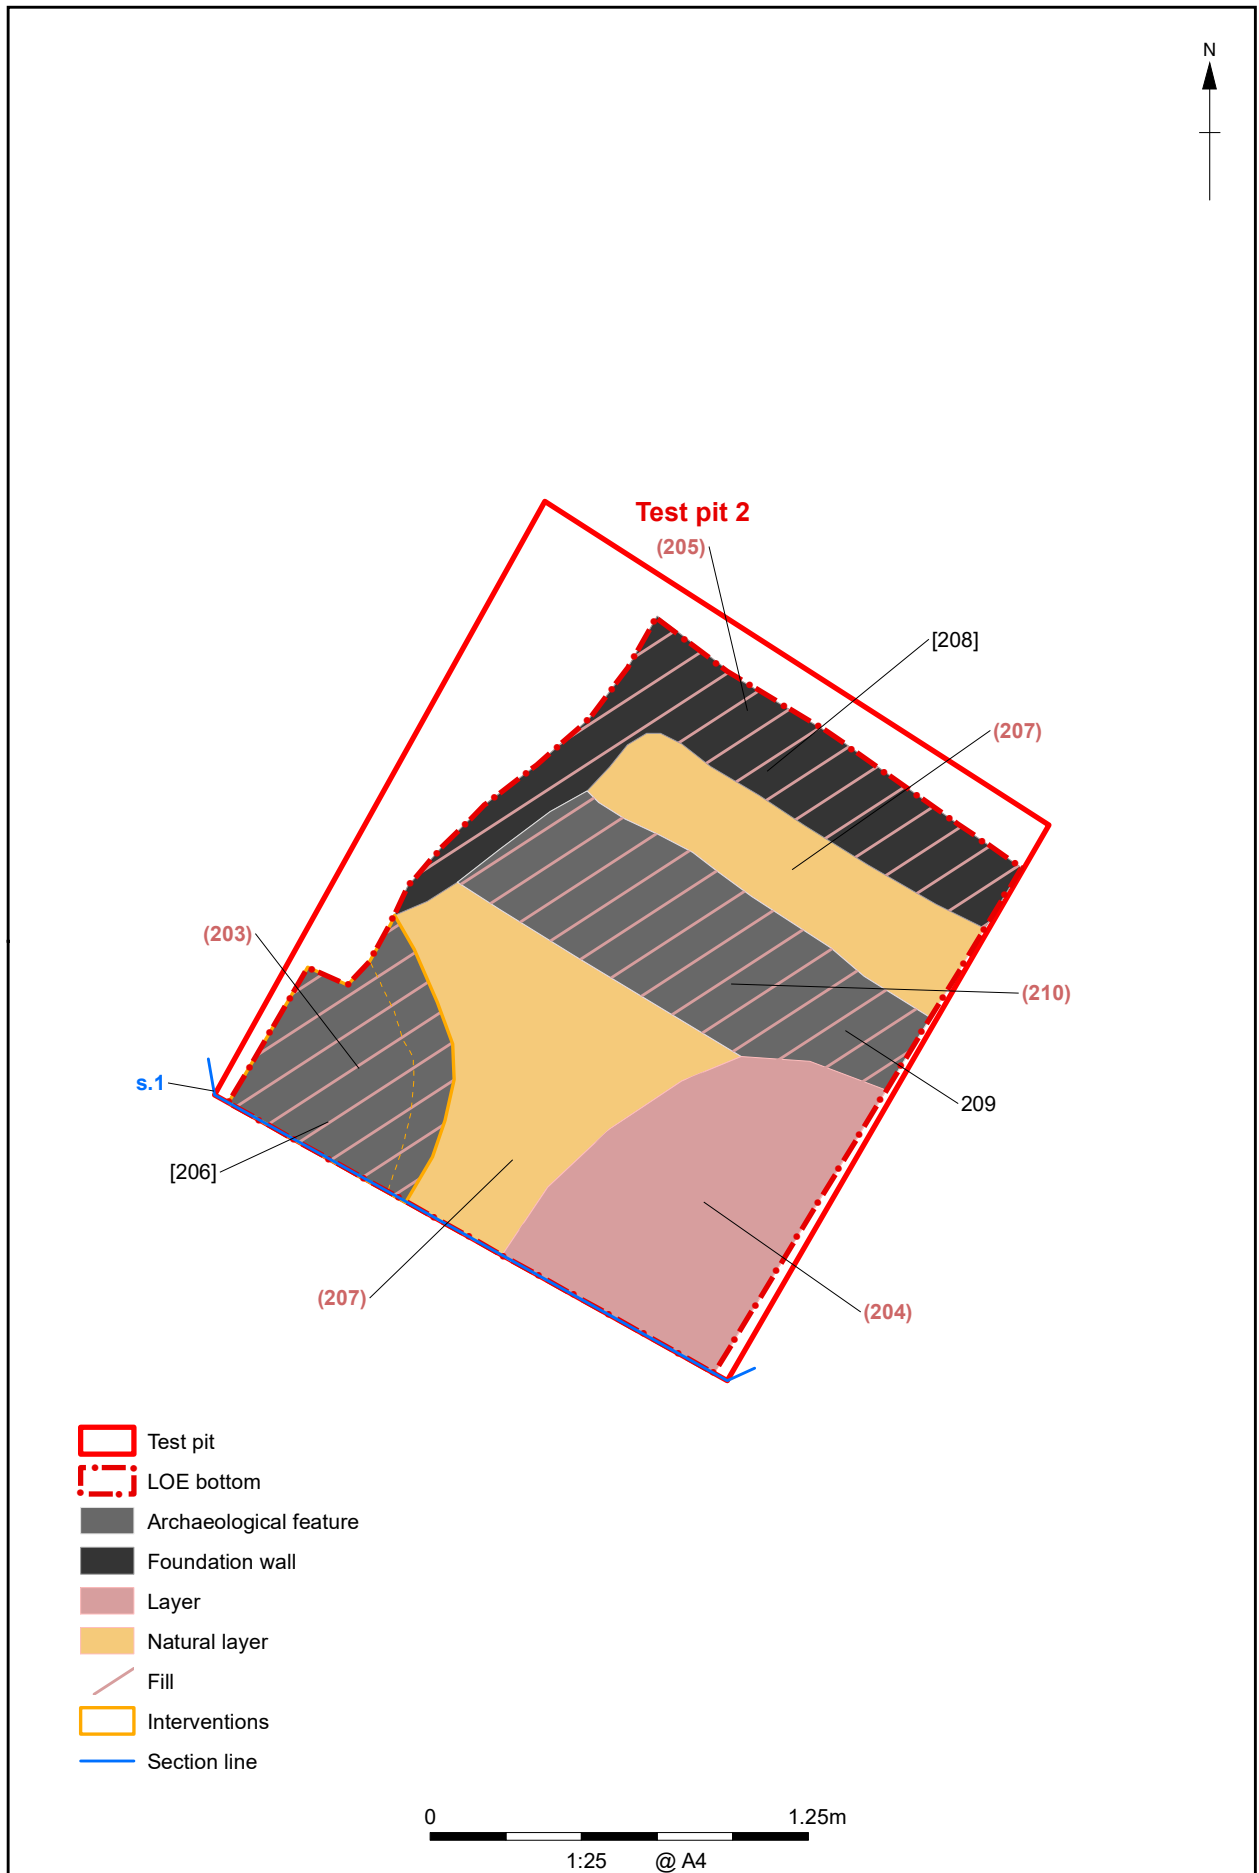 N
Test pit 2
(205)
[208]
(207)
(203)
(210)
s.1
209
[206]
(207)
(204)
Test pit
LOE bottom
Archaeological feature
Foundation wall
Layer
Natural layer
Fill
Interventions
Section line
0 1.25m
1:25 @ A4